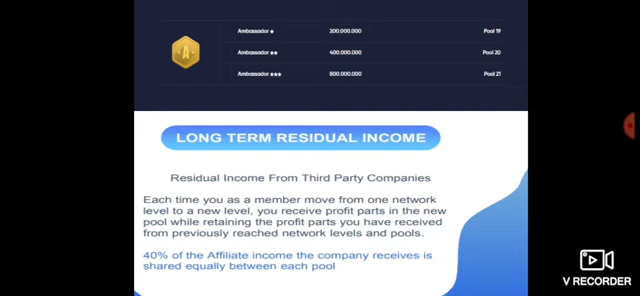 Ambassador ★ 200.000.000 Pool 19
Ambassador ★★ 400.000.000 Pool 20
A
Ambassador ★★★ 800.000.000 Pool 21
LONG TERM RESIDUAL INCOME
Residual Income From Third Party Companies
Each time you as a member move from one network
level to a new level, you receive profit parts in the new
pool while retaining the profit parts you have received
from previously reached network levels and pools.
40% of the Affiliate income the company receives is
shared equally between each pool
V RECORDER